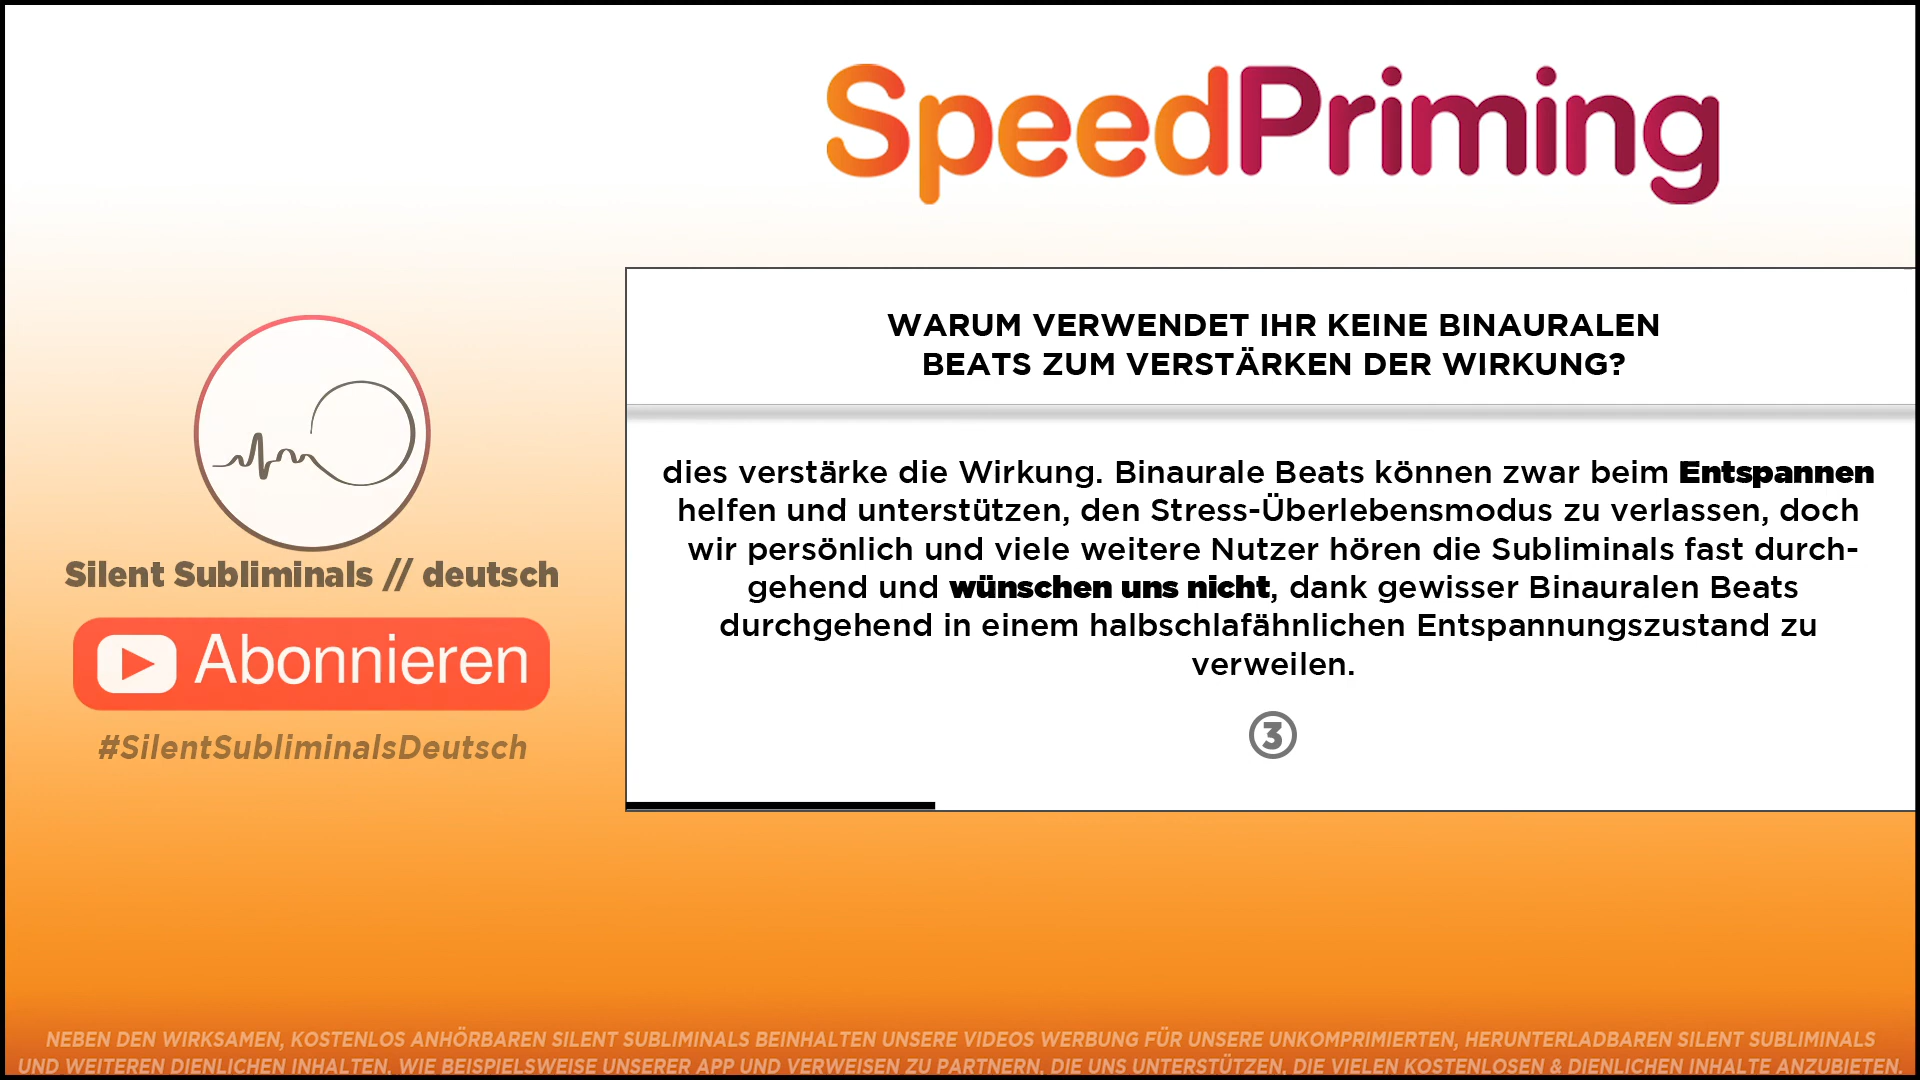 SpeedPriming
WARUM VERWENDET IHR KEINE BINAURALEN
BEATS ZUM VERSTÄRKEN DER WIRKUNG?
dies verstärke die Wirkung. Binaurale Beats können zwar beim Entspannen
helfen und unterstützen, den Stress-Überlebensmodus zu verlassen, doch
wir persönlich und viele weitere Nutzer hören die Subliminals fast durch-
gehend und wünschen uns nicht, dank gewisser Binauralen Beats
durchgehend in einem halbschlafähnlichen Entspannungszustand zu
verweilen.
3
Silent Subliminals // deutsch
Abonnieren
#SilentSubliminalsDeutsch
NEBEN DEN WIRKSAMEN, KOSTENLOS ANHÖRBAREN SILENT SUBLIMINALS BEINHALTEN UNSERE VIDEOS WERBUNG FÜR UNSERE UNKOMPRIMIERTEN, HERUNTERLADBAREN SILENT SUBLIMINALS
UND WEITEREN DIENLICHEN INHALTEN, WIE BEISPIELSWEISE UNSERER APP UND VERWEISEN ZU PARTNERN, DIE UNS UNTERSTÜTZEN, DIE VIELEN KOSTENLOSEN & DIENLICHEN INHALTE ANZUBIETEN.